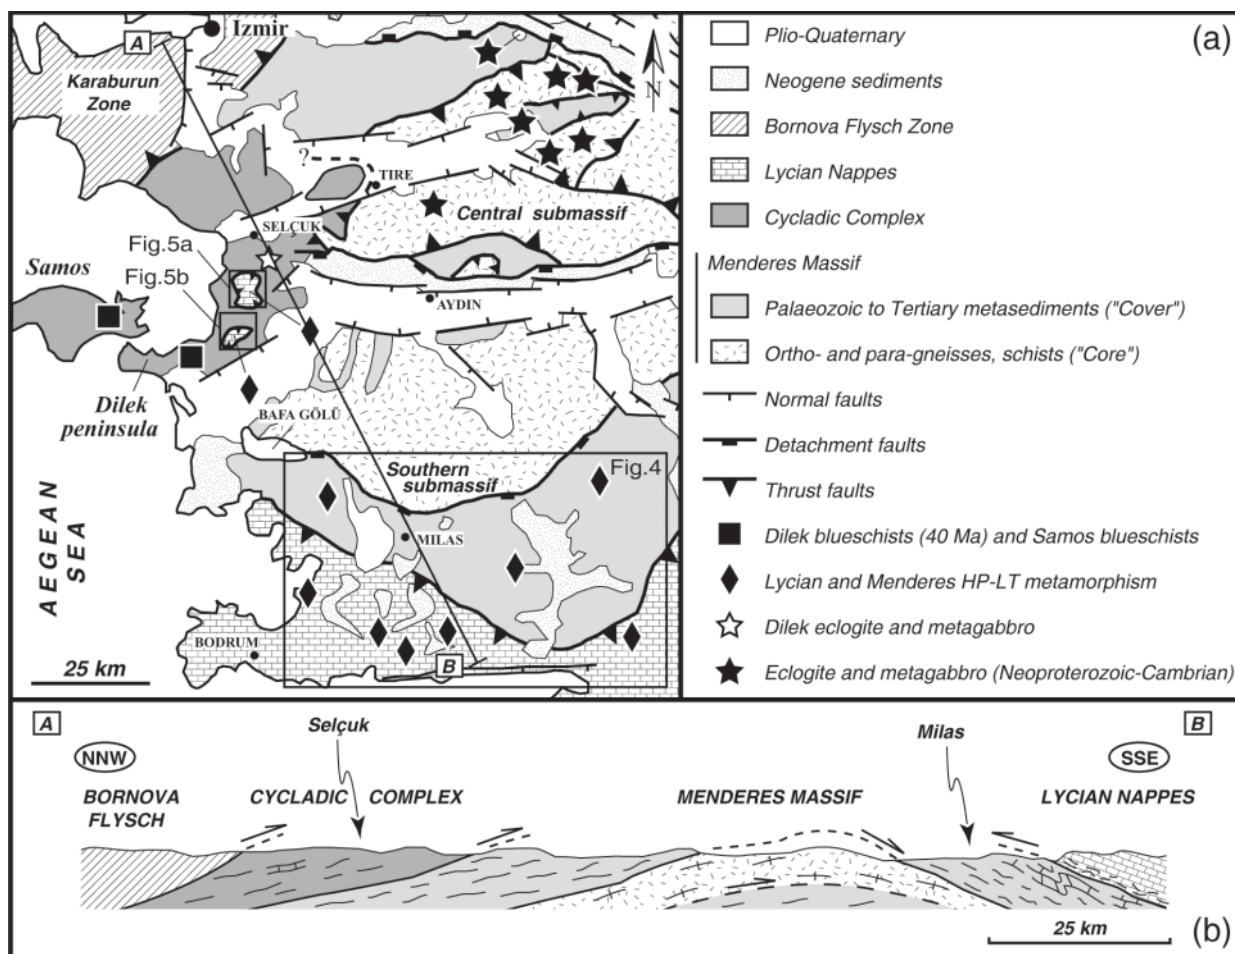 A
Izmir
Karaburun
Zone
?
TIRE
SELÇUK
Central submassif
Fig.5a
Samos
Fig.5b
AYDIN
Dilek
peninsula
BAFA GÖLÜ
Fig.4
Southern
submassif
AEGEAN
SEA
MILAS
BODRUM
B
25 km
N
(a)
Plio-Quaternary
Neogene sediments
Bornova Flysch Zone
Lycian Nappes
Cycladic Complex
Menderes Massif
Palaeozoic to Tertiary metasediments ("Cover")
Ortho- and para-gneisses, schists ("Core")
Normal faults
Detachment faults
Thrust faults
Dilek blueschists (40 Ma) and Samos blueschists
Lycian and Menderes HP-LT metamorphism
Dilek eclogite and metagabbro
Eclogite and metagabbro (Neoproterozoic-Cambrian)
A
Selçuk
Milas
B
NNW
SSE
BORNOVA
FLYSCH
CYCLADIC COMPLEX
MENDERES MASSIF
LYCIAN NAPPES
25 km
(b)